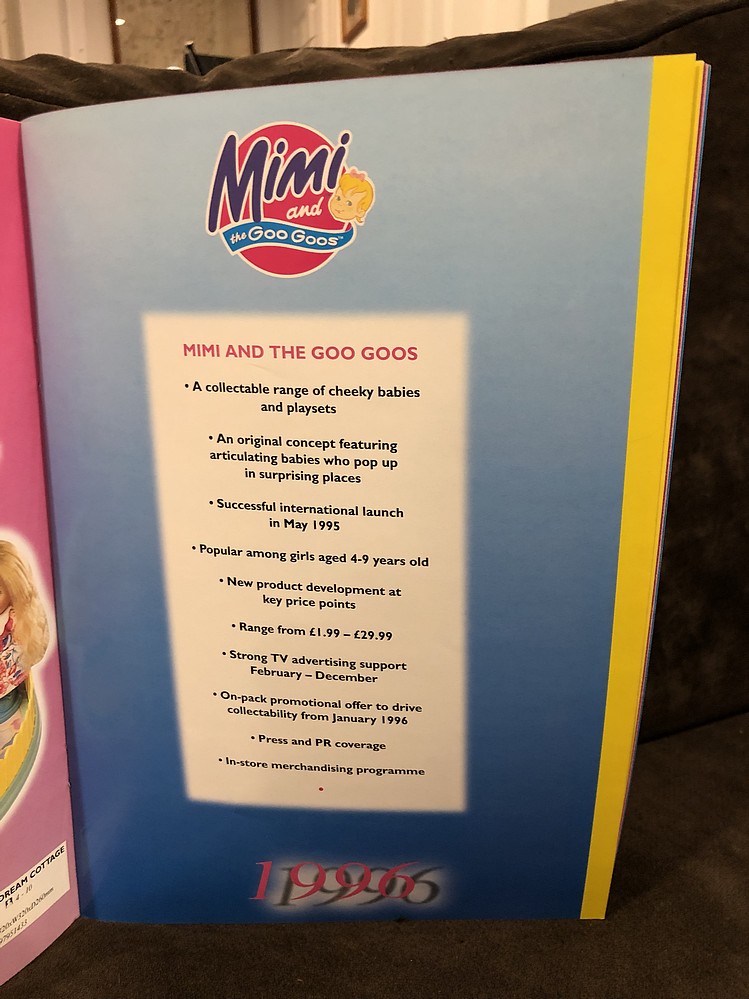 Mimi
and
the Goo Goos™
MIMI AND THE GOO GOOS
• A collectable range of cheeky babies
and playsets
• An original concept featuring
articulating babies who pop up
in surprising places
• Successful international launch
in May 1995
• Popular among girls aged 4-9 years old
• New product development at
key price points
• Range from £1.99 – £29.99
• Strong TV advertising support
February – December
• On-pack promotional offer to drive
collectability from January 1996
• Press and PR coverage
• In-store merchandising programme
•
1996
DREAM COTTAGE
4 - 10